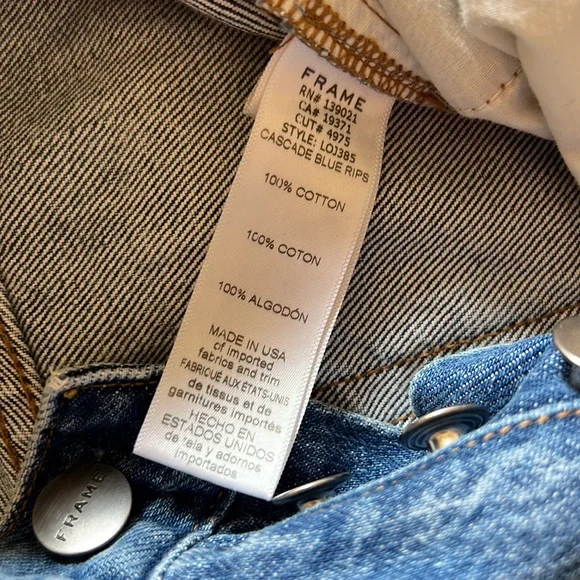 FRAME
RN# 139021
CA# 19371
CUT# 4975
STYLE: LOJ385
CASCADE BLUE RIPS
100% COTTON
100% COTON
100% ALGODÓN
MADE IN USA
of imported
fabrics and trim
FABRIQUÉ AUX ETATS-UNIS
de tissus et de
garnitures importés
HECHO EN
ESTADOS UNIDOS
de tela y adornos
importados
FRAME